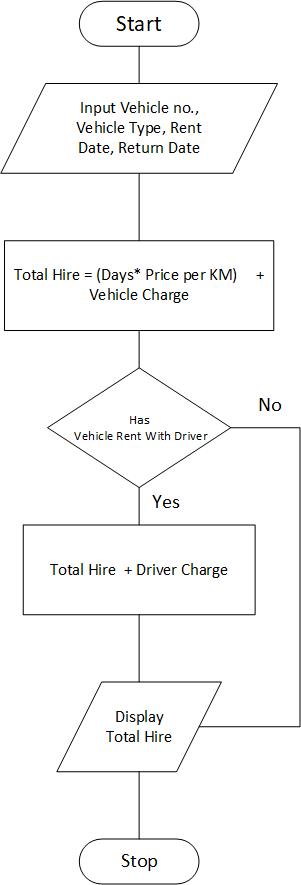 Start
Input Vehicle no.,
Vehicle Type, Rent
Date, Return Date
Total Hire = (Days* Price per KM) +
Vehicle Charge
Has
Vehicle Rent With Driver
No
Yes
Total Hire + Driver Charge
Display
Total Hire
Stop